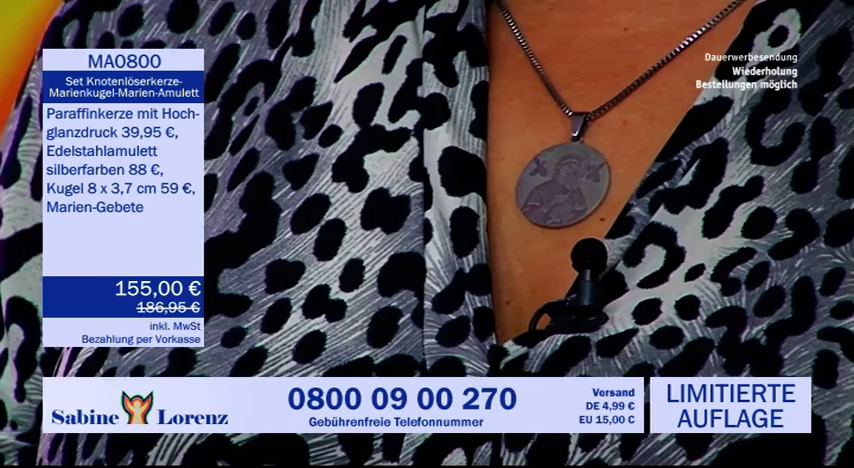 MA0800
Set Knotenlöserkerze-
Marienkugel-Marien-Amulett
Paraffinkerze mit Hoch-
glanzdruck 39,95 €,
Edelstahlamulett
silberfarben 88 €,
Kugel 8 x 3,7 cm 59 €,
Marien-Gebete
155,00 €
186,95 €
inkl. MwSt
Bezahlung per Vorkasse
Dauerwerbesendung
Wiederholung
Bestellungen möglich
Sabine Lorenz
0800 09 00 270
Gebührenfreie Telefonnummer
Versand
DE 4,99 €
EU 15,00 €
LIMITIERTE
AUFLAGE